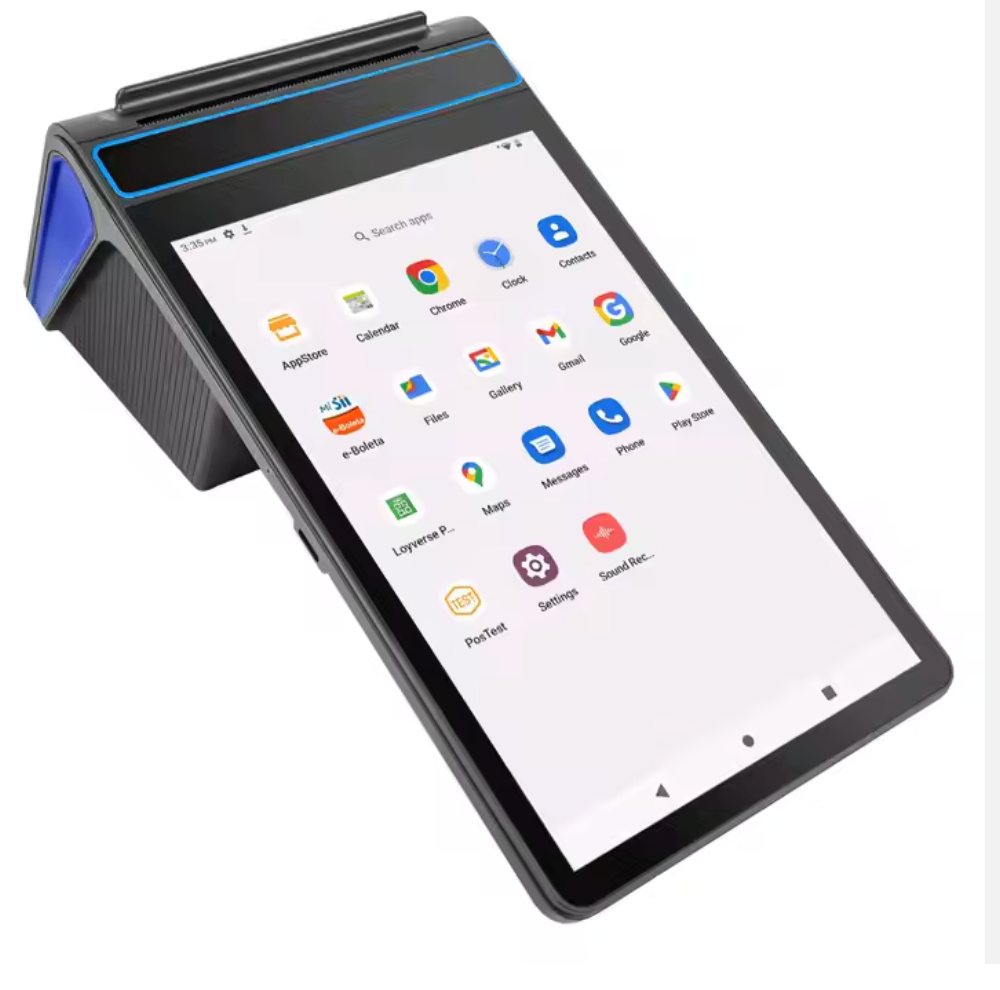 3:35 PM
Search apps
AppStore
Calendar
Chrome
Clock
Contacts
Mi Sii
e-Boleta
e-Boleta
Files
Gallery
Gmail
Google
Loyverse P...
Maps
Messages
Phone
Play Store
TEST
PosTest
Settings
Sound Rec...